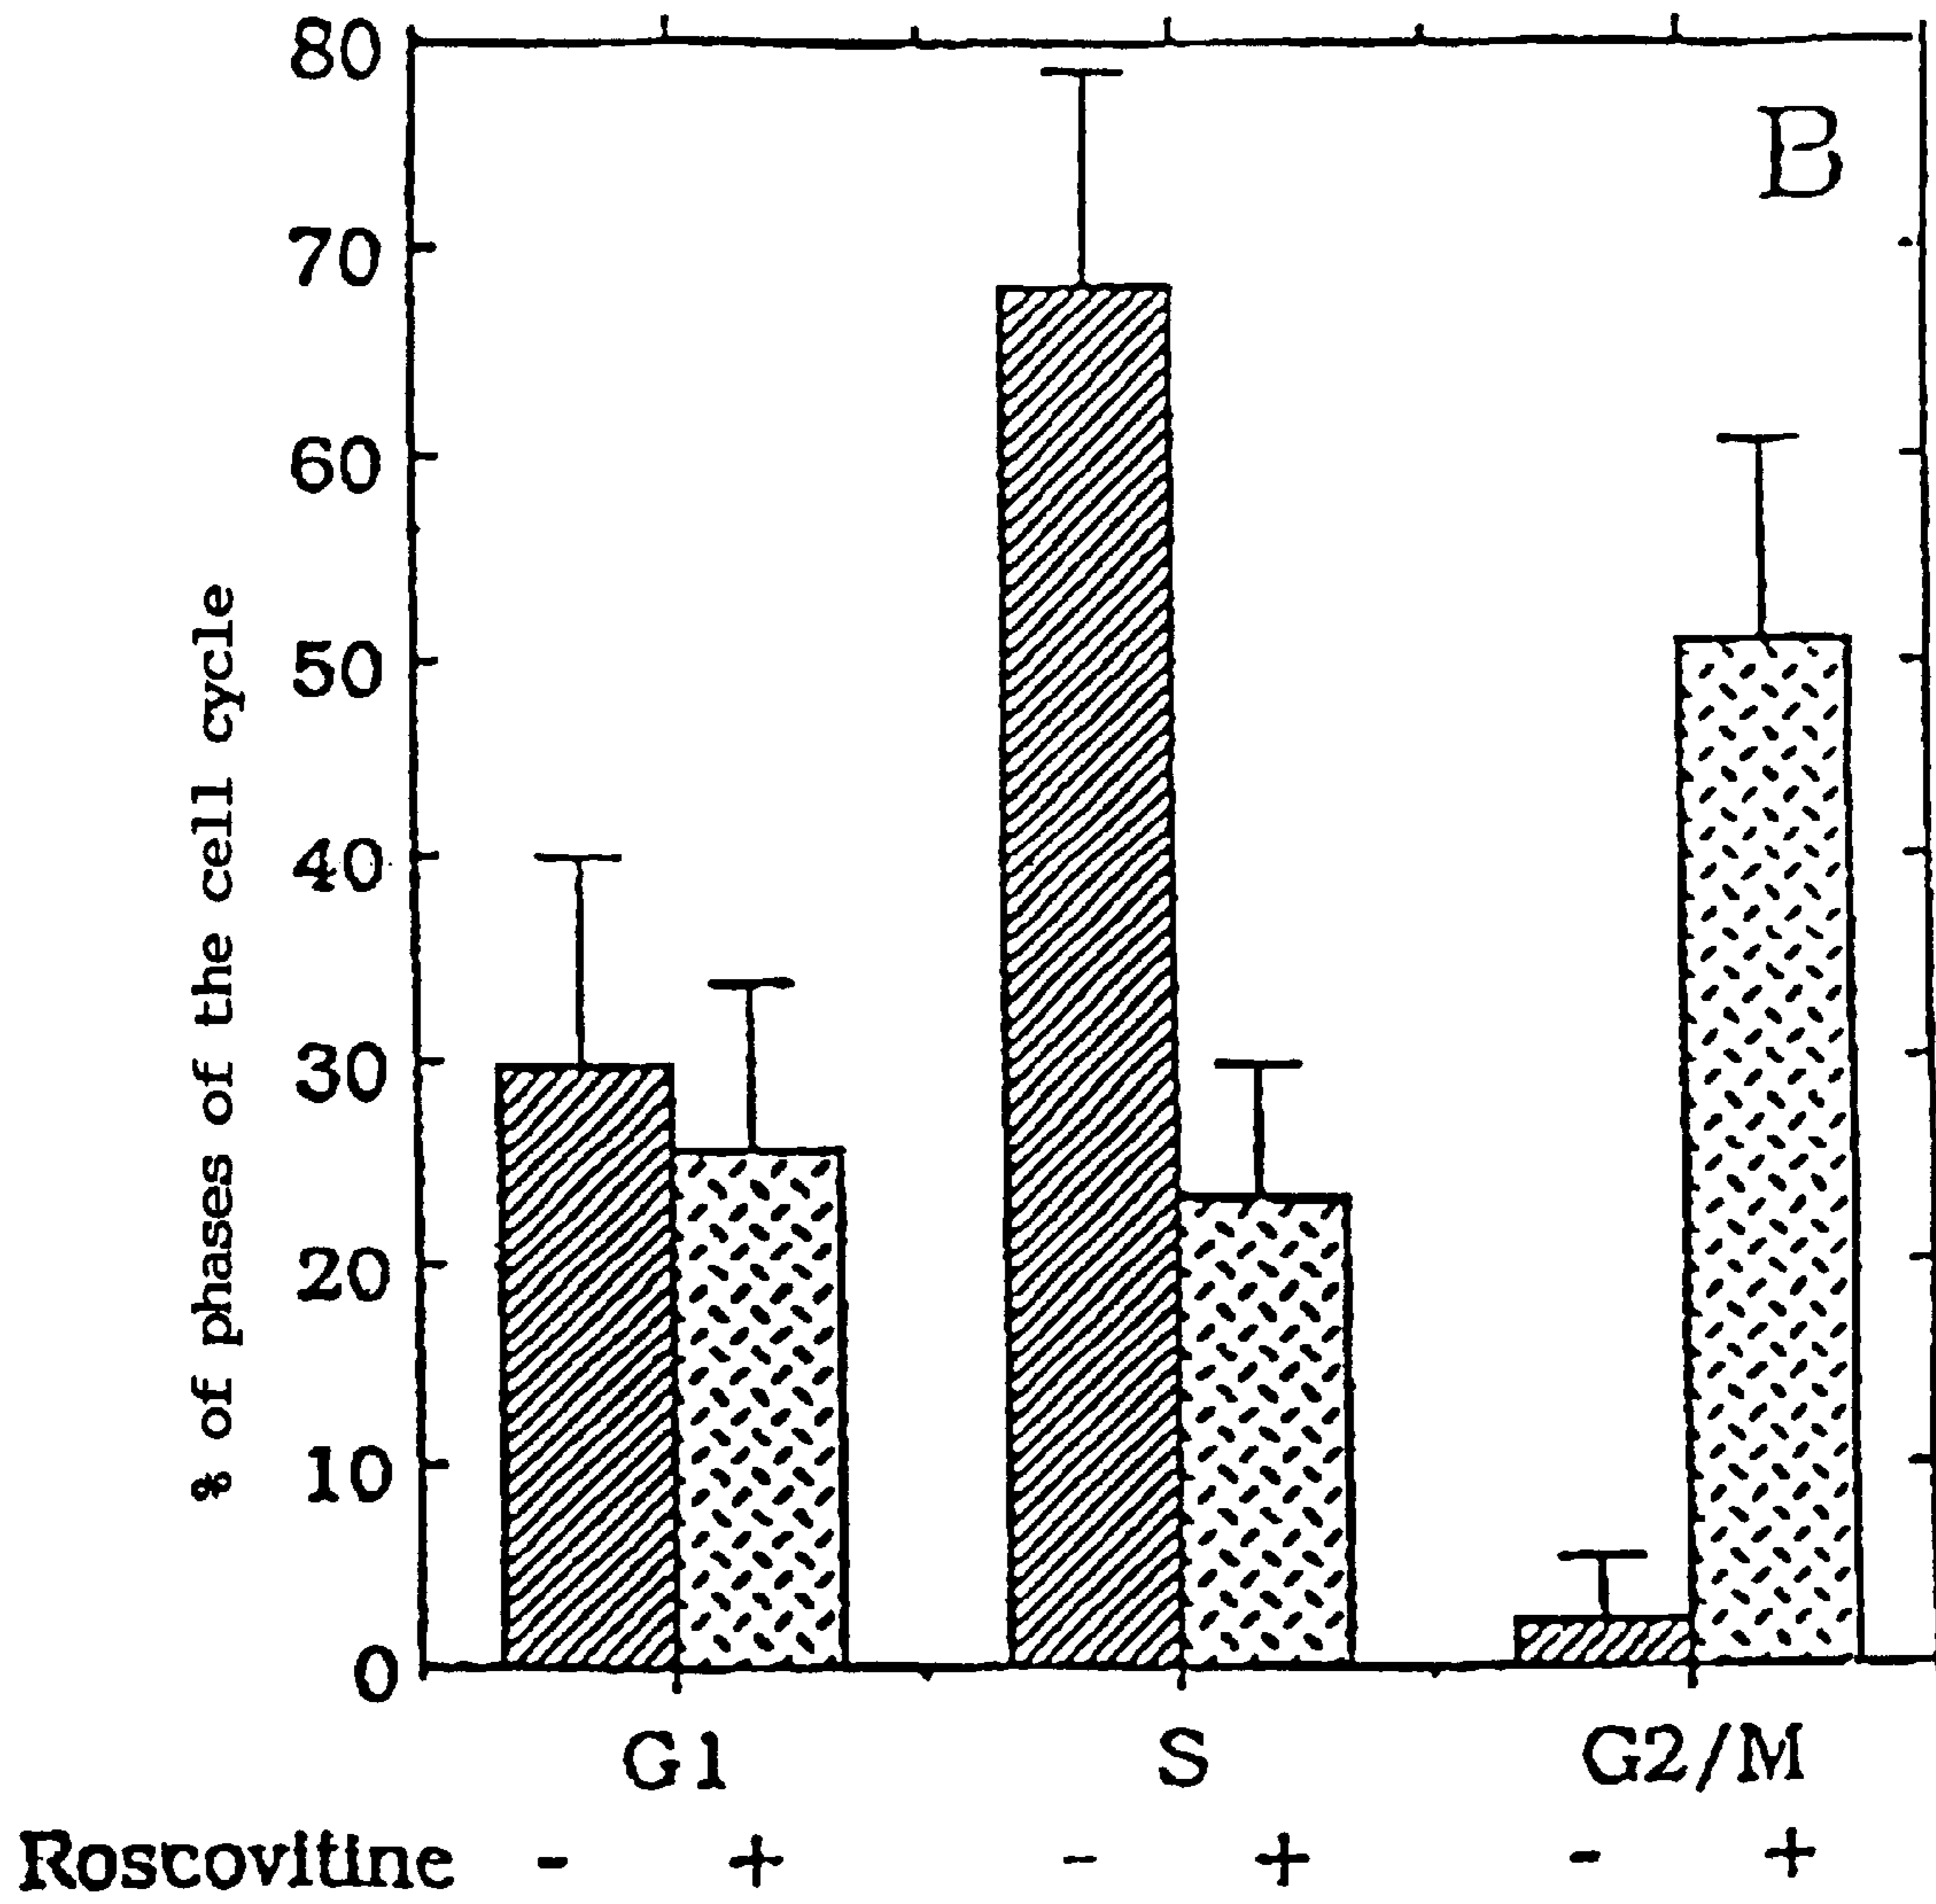 B
80
70
60
50
40
30
20
10
0
% of phases of the cell cycle
G1 S G2/M
Roscovitine - + - + - +